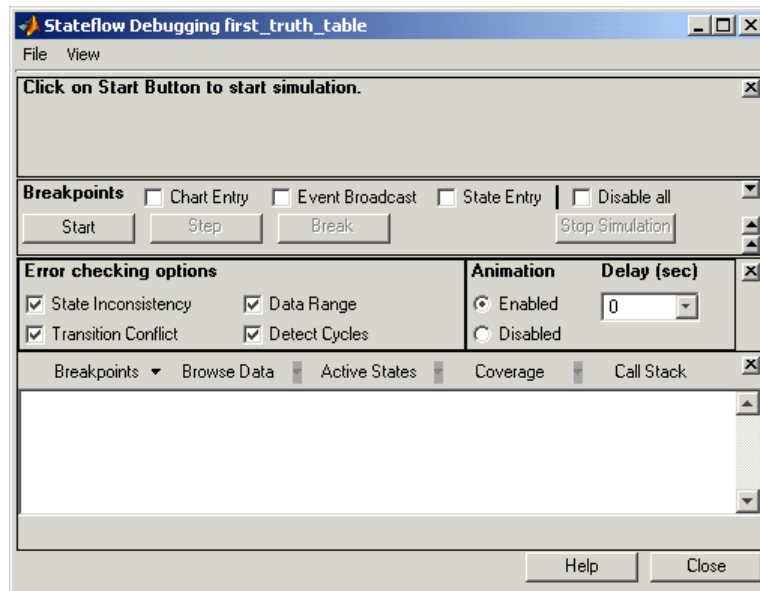 Stateflow Debugging first_truth_table
File View
Click on Start Button to start simulation.
Breakpoints Chart Entry Event Broadcast State Entry Disable all
Start Step Break Stop Simulation
Error checking options Animation Delay (sec)
State Inconsistency Data Range Enabled 0
Transition Conflict Detect Cycles Disabled
Breakpoints Browse Data Active States Coverage Call Stack
Help Close